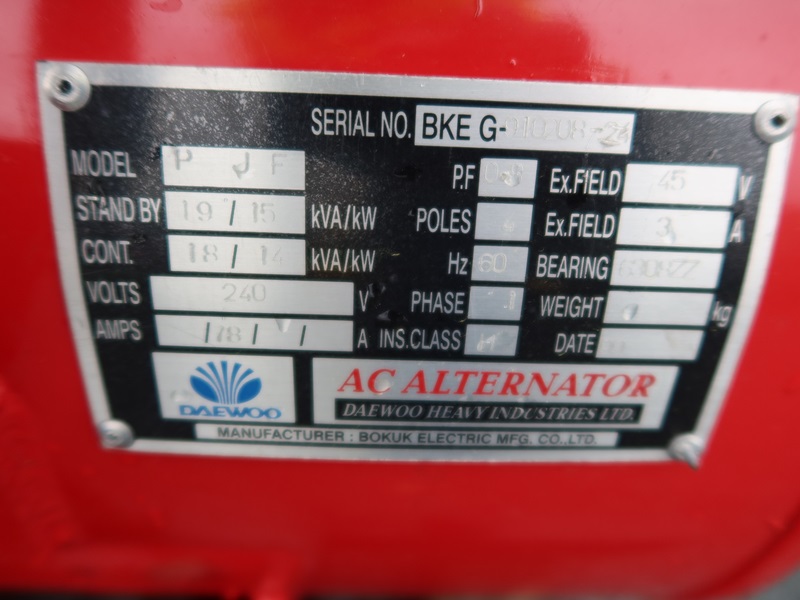 SERIAL NO. BKE G-
MODEL P J F
P.F Ex.FIELD 45 V
STAND BY 19 / 15 kVA/kW
POLES Ex.FIELD 3 A
CONT. 18 / 14 kVA/kW
Hz 60 BEARING
VOLTS 240 V
PHASE 1 WEIGHT kg
AMPS / 78 / / A
INS.CLASS DATE
DAEWOO
AC ALTERNATOR
DAEWOO HEAVY INDUSTRIES LTD.
MANUFACTURER : BOKUK ELECTRIC MFG. CO.,LTD.